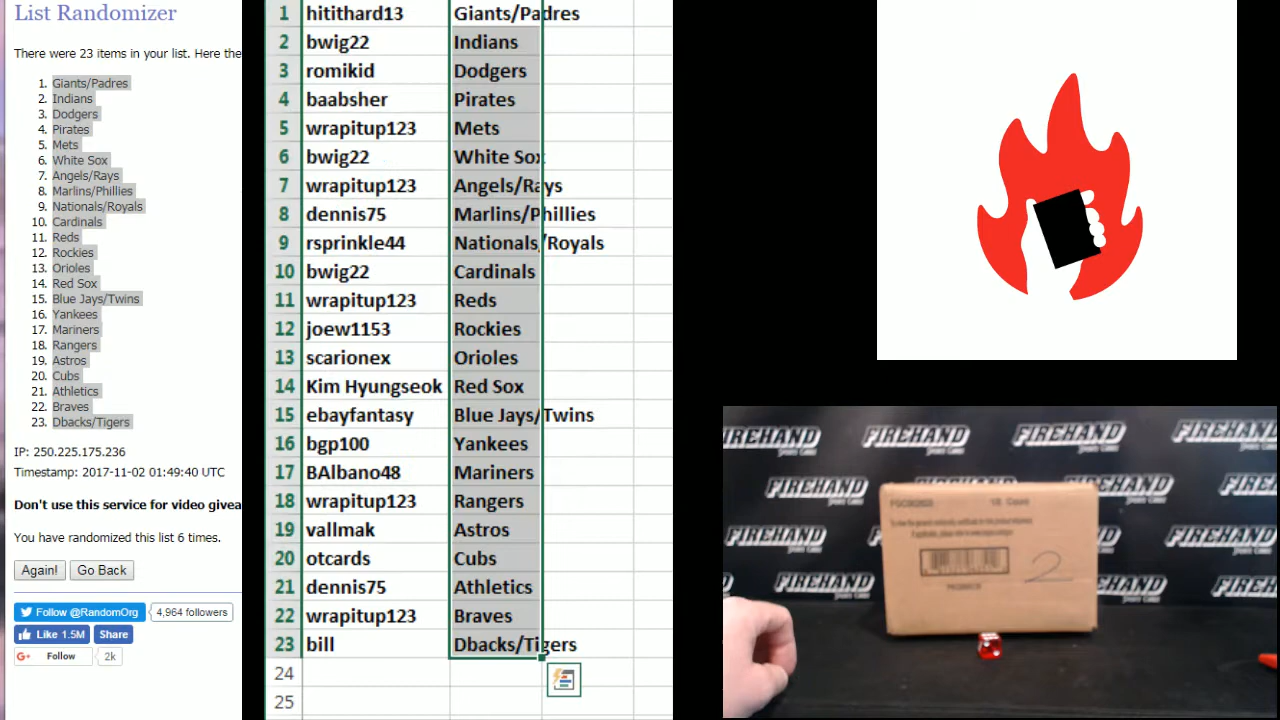 List Randomizer
There were 23 items in your list. Here the
1. Giants/Padres
2. Indians
3. Dodgers
4. Pirates
5. Mets
6. White Sox
7. Angels/Rays
8. Marlins/Phillies
9. Nationals/Royals
10. Cardinals
11. Reds
12. Rockies
13. Orioles
14. Red Sox
15. Blue Jays/Twins
16. Yankees
17. Mariners
18. Rangers
19. Astros
20. Cubs
21. Athletics
22. Braves
23. Dbacks/Tigers
IP: 250.225.175.236
Timestamp: 2017-11-02 01:49:40 UTC
Don't use this service for video givea
You have randomized this list 6 times.
Again! Go Back
Follow @RandomOrg 4,964 followers
Like 1.5M Share
Follow 2k
1 hitithard13 Giants/Padres
2 bwig22 Indians
3 romikid Dodgers
4 baabsher Pirates
5 wrapitup123 Mets
6 bwig22 White Sox
7 wrapitup123 Angels/Rays
8 dennis75 Marlins/Phillies
9 rsprinkle44 Nationals/Royals
10 bwig22 Cardinals
11 wrapitup123 Reds
12 joew1153 Rockies
13 scarionex Orioles
14 Kim Hyungseok Red Sox
15 ebayfantasy Blue Jays/Twins
16 bgp100 Yankees
17 BAlbano48 Mariners
18 wrapitup123 Rangers
19 vallmak Astros
20 otcards Cubs
21 dennis75 Athletics
22 wrapitup123 Braves
23 bill Dbacks/Tigers
24
25
FIREHAND FIREHAND FIREHAND FIREHAND
FIREHAND FIREHAND
FIREHAND FIREHAND
FIREHAND FIREHAND
2